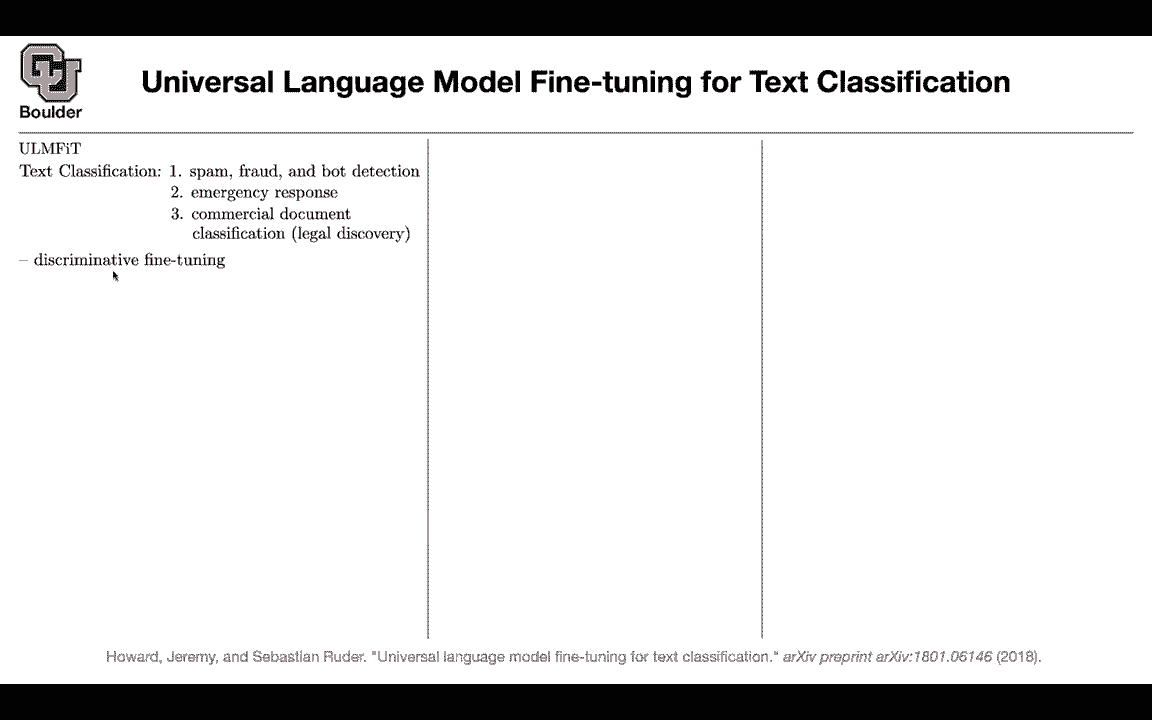 CU
Boulder
Universal Language Model Fine-tuning for Text Classification
ULMFiT
Text Classification: 1. spam, fraud, and bot detection
2. emergency response
3. commercial document
classification (legal discovery)
– discriminative fine-tuning
Howard, Jeremy, and Sebastian Ruder. "Universal language model fine-tuning for text classification." arXiv preprint arXiv:1801.06146 (2018).